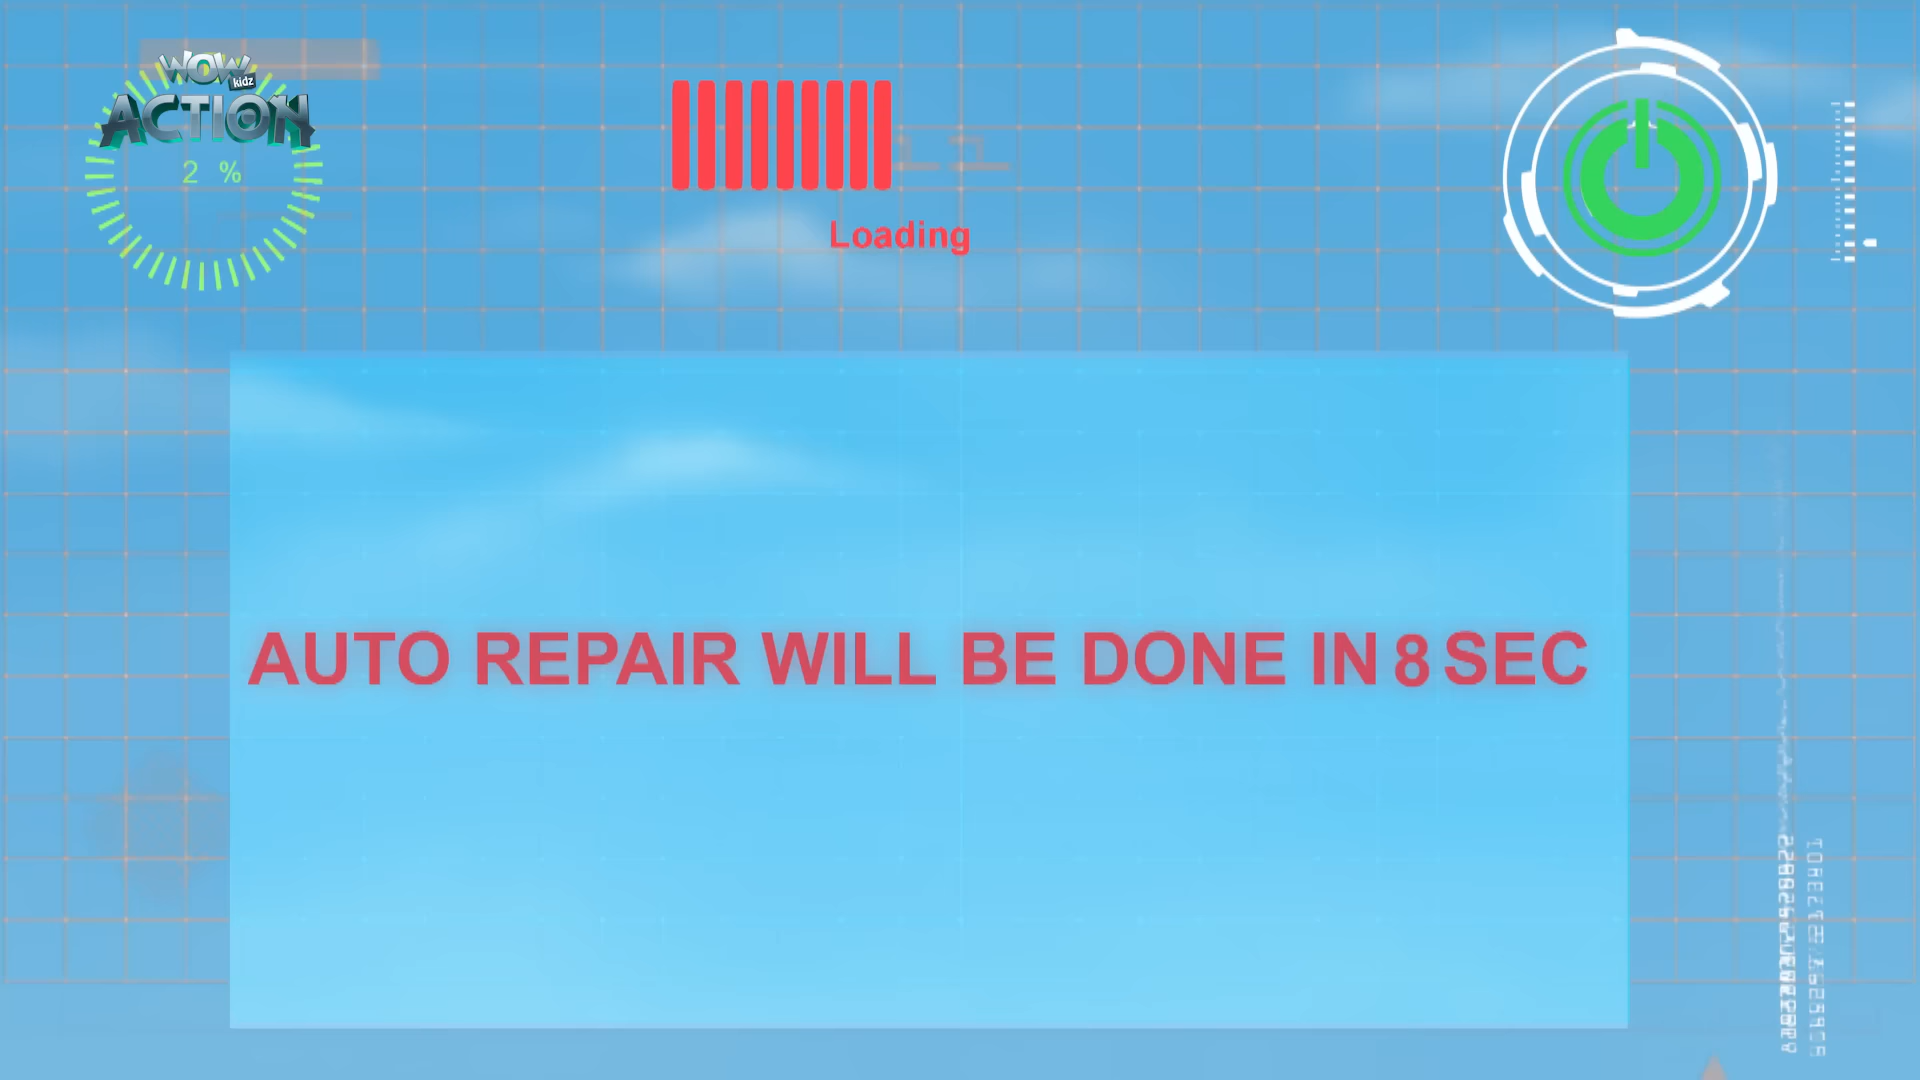 WOW
kidz
ACTION
2 %
Loading
AUTO REPAIR WILL BE DONE IN 8 SEC